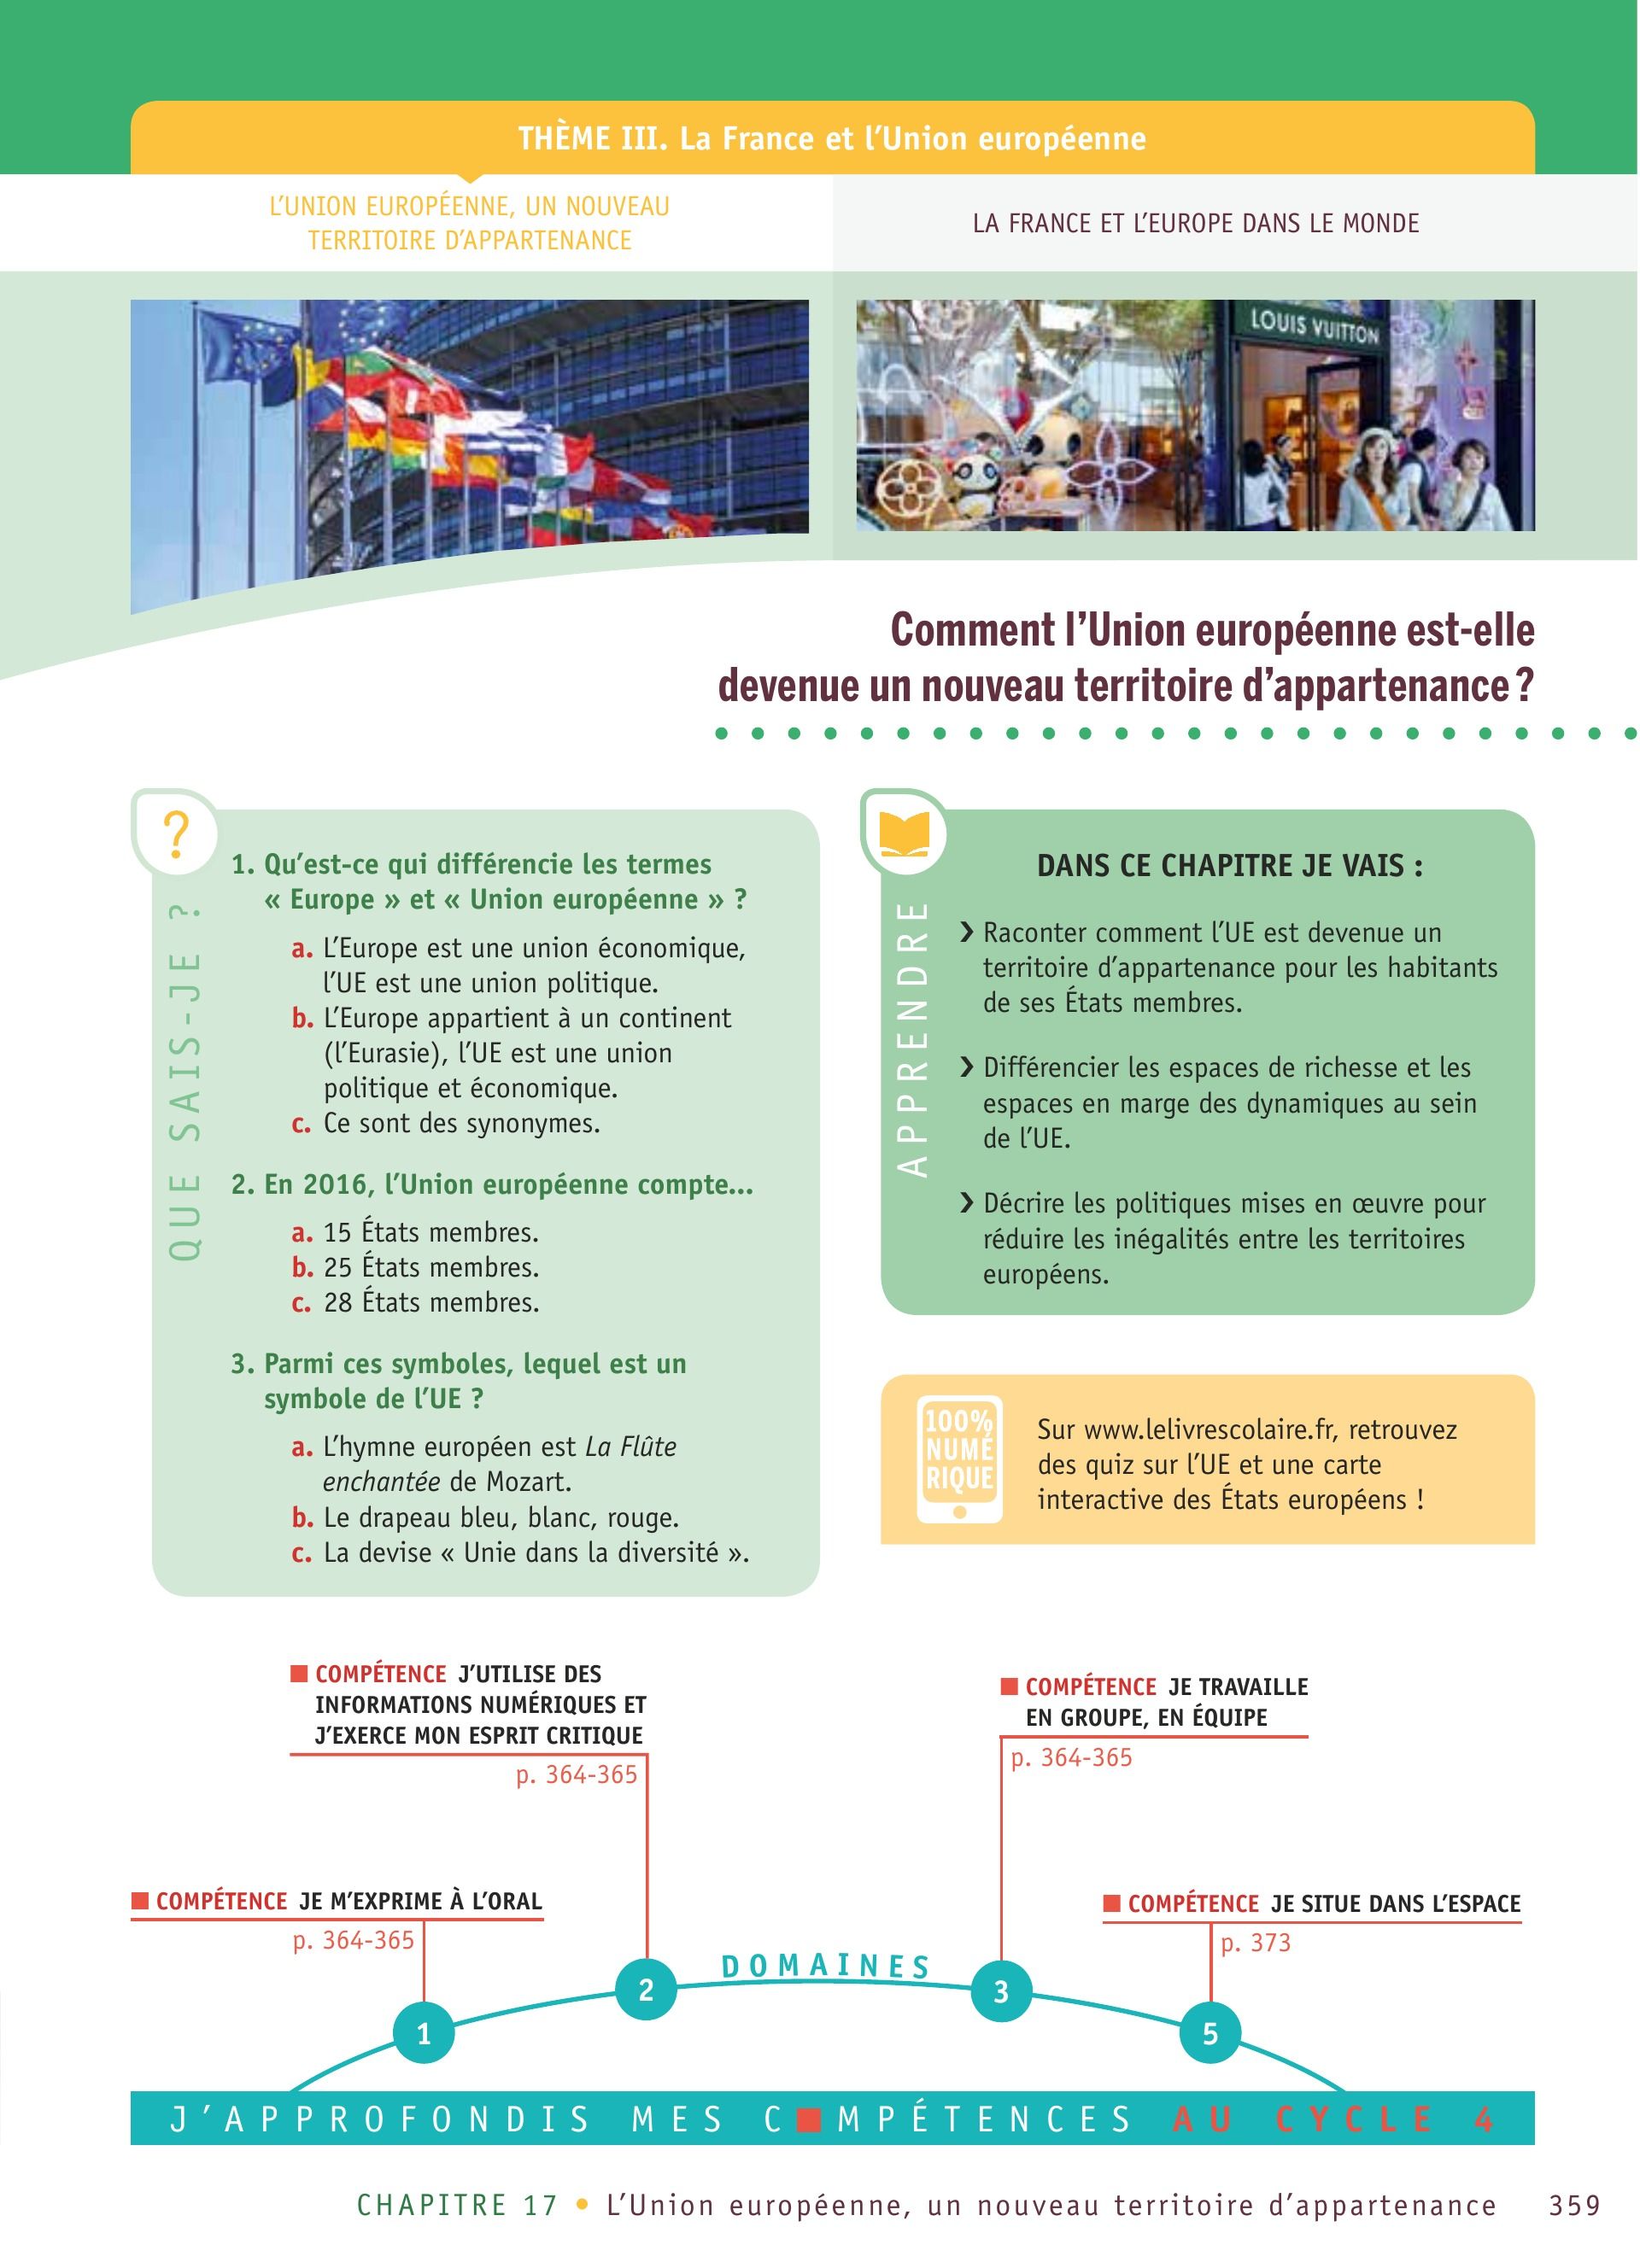 THÈME III. La France et l’Union européenne
L’UNION EUROPÉENNE, UN NOUVEAU
TERRITOIRE D’APPARTENANCE
LA FRANCE ET L’EUROPE DANS LE MONDE
LOUIS VUITTON
Comment l’Union européenne est-elle
devenue un nouveau territoire d’appartenance ?
?
QUE SAIS-JE ?
1. Qu’est-ce qui différencie les termes
« Europe » et « Union européenne » ?
a. L’Europe est une union économique,
l’UE est une union politique.
b. L’Europe appartient à un continent
(l’Eurasie), l’UE est une union
politique et économique.
c. Ce sont des synonymes.
2. En 2016, l’Union européenne compte...
a. 15 États membres.
b. 25 États membres.
c. 28 États membres.
3. Parmi ces symboles, lequel est un
symbole de l’UE ?
a. L’hymne européen est La Flûte
enchantée de Mozart.
b. Le drapeau bleu, blanc, rouge.
c. La devise « Unie dans la diversité ».
APPRENDRE
DANS CE CHAPITRE JE VAIS :
❯ Raconter comment l’UE est devenue un
territoire d’appartenance pour les habitants
de ses États membres.
❯ Différencier les espaces de richesse et les
espaces en marge des dynamiques au sein
de l’UE.
❯ Décrire les politiques mises en œuvre pour
réduire les inégalités entre les territoires
européens.
100%
NUMÉ
RIQUE
Sur www.lelivrescolaire.fr, retrouvez
des quiz sur l’UE et une carte
interactive des États européens !
COMPÉTENCE J’UTILISE DES
INFORMATIONS NUMÉRIQUES ET
J’EXERCE MON ESPRIT CRITIQUE
p. 364-365
COMPÉTENCE JE TRAVAILLE
EN GROUPE, EN ÉQUIPE
p. 364-365
COMPÉTENCE JE M’EXPRIME À L’ORAL
p. 364-365
COMPÉTENCE JE SITUE DANS L’ESPACE
p. 373
DOMAINES
1
2
3
5
J’APPROFONDIS MES C■MPÉTENCES AU CYCLE 4
CHAPITRE 17 • L’Union européenne, un nouveau territoire d’appartenance 359